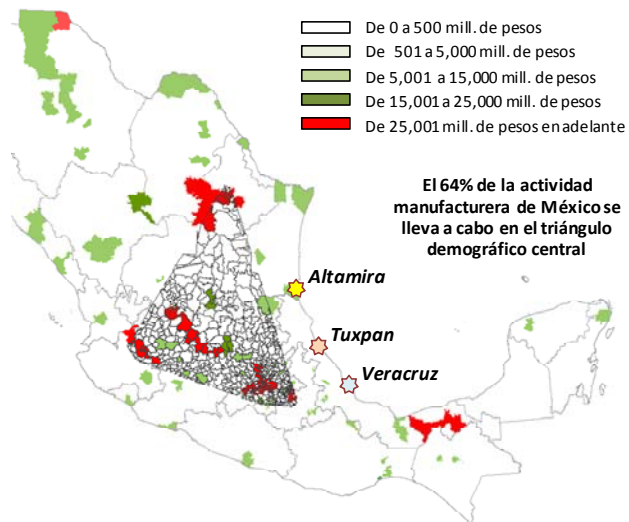 De 0 a 500 mill. de pesos
De 501 a 5,000 mill. de pesos
De 5,001 a 15,000 mill. de pesos
De 15,001 a 25,000 mill. de pesos
De 25,001 mill. de pesos en adelante
El 64% de la actividad
manufacturera de México se
lleva a cabo en el triángulo
demográfico central
Altamira
Tuxpan
Veracruz